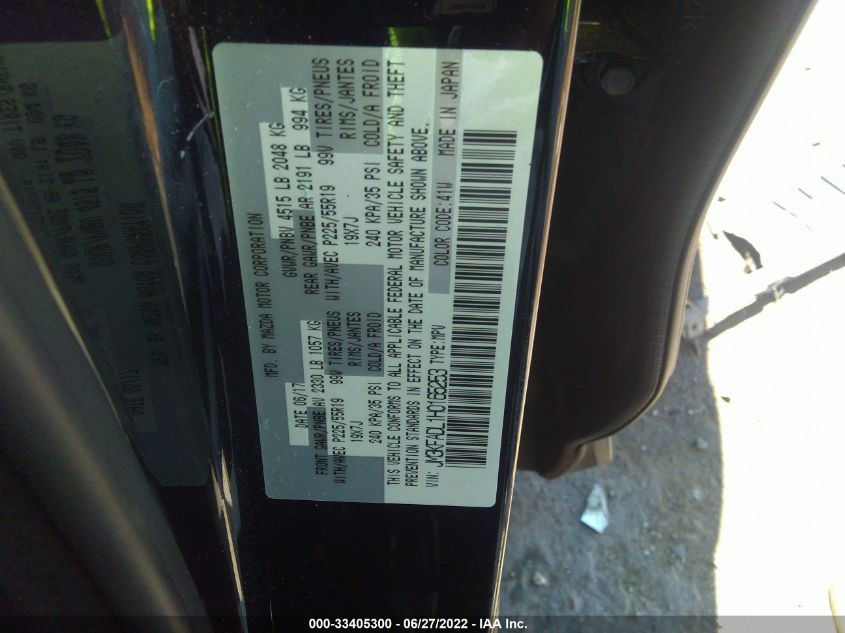 MFD. BY MAZDA MOTOR CORPORATION
DATE 06/17 GVWR/PNBV 4515 LB 2048 KG
FRONT GAWR/PNBE AV 2330 LB 1057 KG REAR GAWR/PNBE AR 2191 LB 994 KG
WITH/AVEC P225/55R19 99V TIRES/PNEUS WITH/AVEC P225/55R19 99V TIRES/PNEUS
19X7J RIMS/JANTES 19X7J RIMS/JANTES
240 KPA/35 PSI COLD/A FROID 240 KPA/35 PSI COLD/A FROID
THIS VEHICLE CONFORMS TO ALL APPLICABLE FEDERAL MOTOR VEHICLE SAFETY AND THEFT
PREVENTION STANDARDS IN EFFECT ON THE DATE OF MANUFACTURE SHOWN ABOVE.
VIN: JM3KFADL1H0165253 TYPE:MPV COLOR CODE:41W MADE IN JAPAN
000-33405300 - 06/27/2022 - IAA Inc.